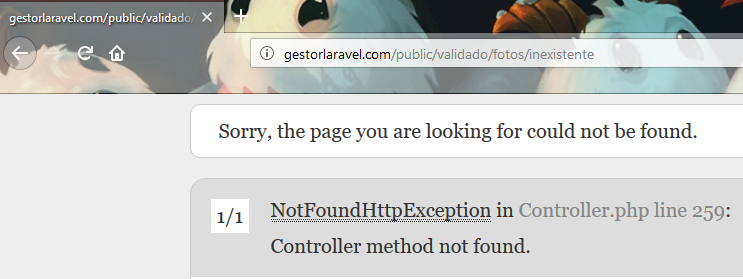 gestorlaravel.com/public/validado/
gestorlaravel.com/public/validado/fotos/inexistente
Sorry, the page you are looking for could not be found.
1/1
NotFoundHttpException in Controller.php line 259:
Controller method not found.